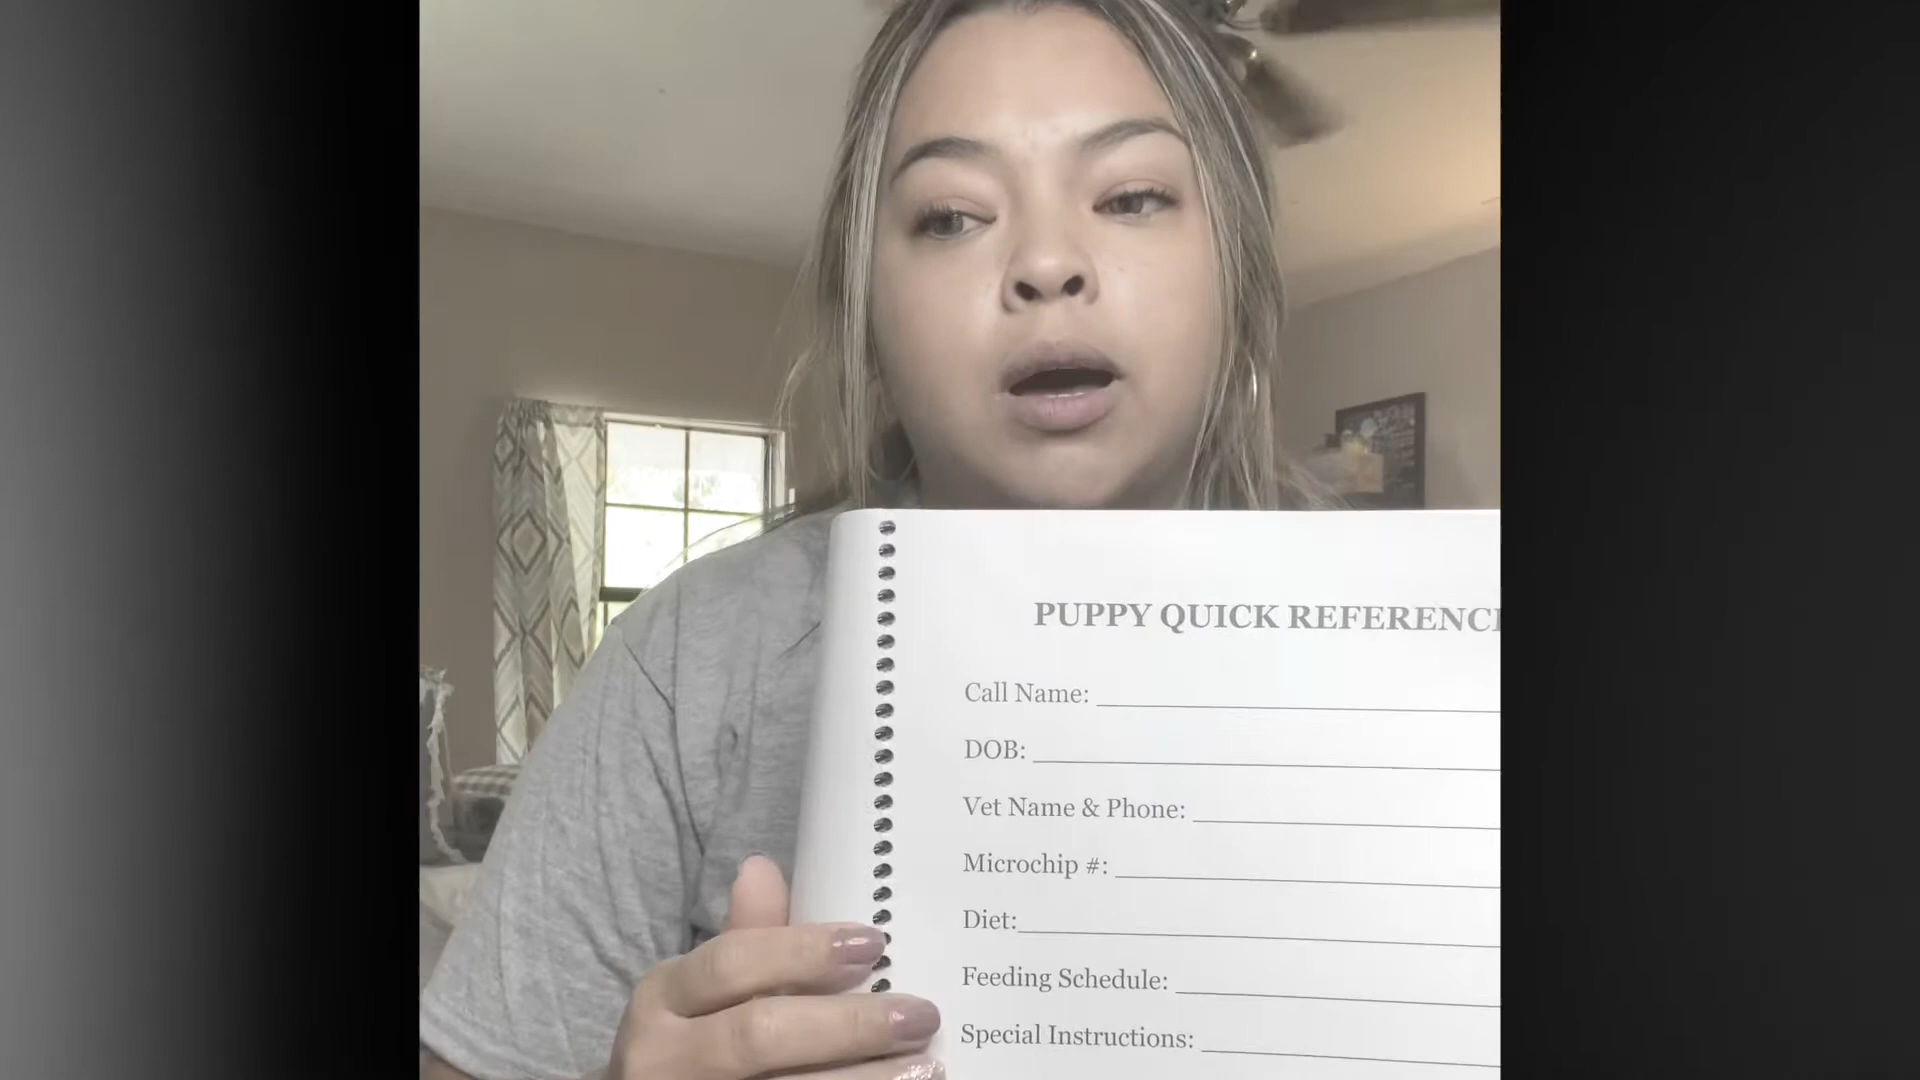 PUPPY QUICK REFERENC
Call Name:
DOB:
Vet Name & Phone:
Microchip #:
Diet:
Feeding Schedule:
Special Instructions: